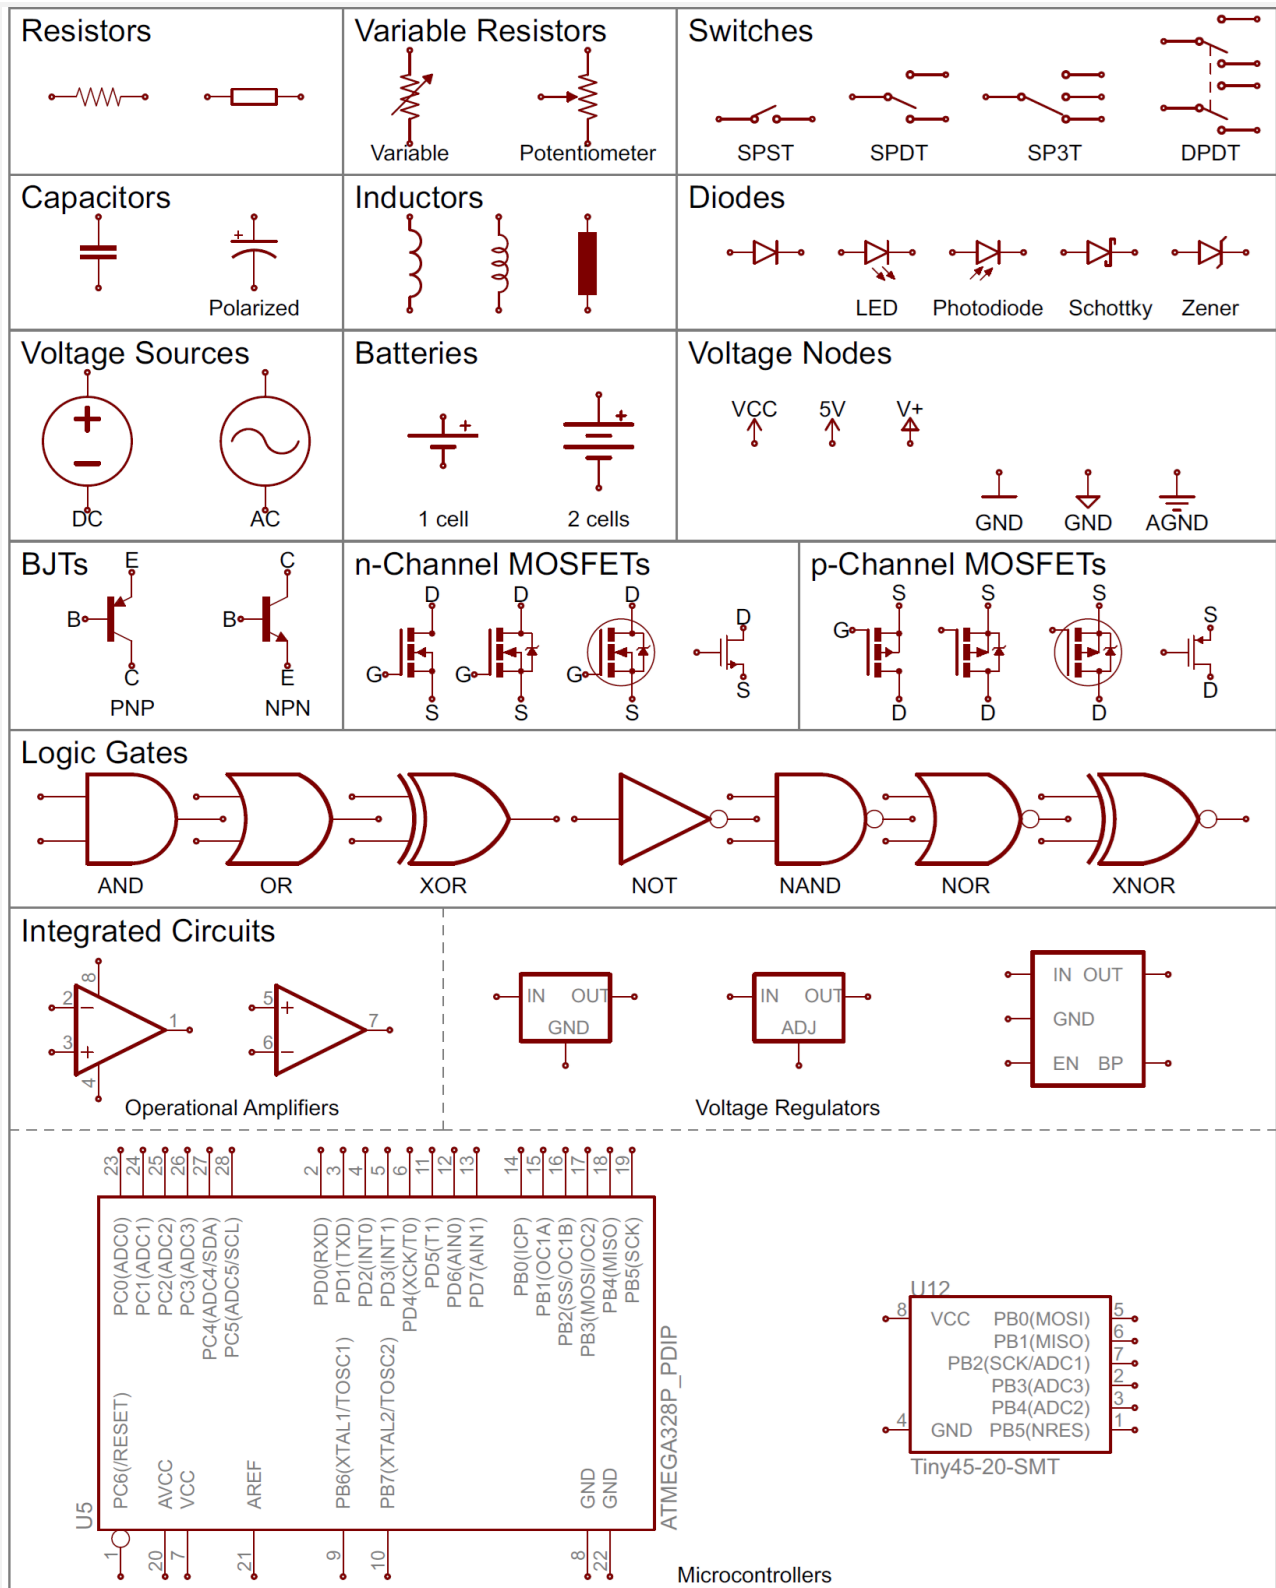 Resistors
Variable Resistors
Variable
Potentiometer
Switches
SPST
SPDT
SP3T
DPDT
Capacitors
+
Polarized
Inductors
Diodes
LED
Photodiode
Schottky
Zener
Voltage Sources
+
−
DC
AC
Batteries
+
1 cell
+
2 cells
Voltage Nodes
VCC
5V
V+
GND
GND
AGND
BJTs
E
B
C
PNP
C
B
E
NPN
n-Channel MOSFETs
D
G
S
D
G
S
D
G
S
D
S
p-Channel MOSFETs
S
G
D
S
D
S
D
S
D
Logic Gates
AND
OR
XOR
NOT
NAND
NOR
XNOR
Integrated Circuits
8
2
−
3
+
1
4
5
+
6
−
7
Operational Amplifiers
IN OUT
GND
IN OUT
ADJ
IN OUT
GND
EN BP
Voltage Regulators
23 24 25 26 27 28
2 3 4 5 6 11 12 13
14 15 16 17 18 19
PC0(ADC0)
PC1(ADC1)
PC2(ADC2)
PC3(ADC3)
PC4(ADC4/SDA)
PC5(ADC5/SCL)
PD0(RXD)
PD1(TXD)
PD2(INT0)
PD3(INT1)
PD4(XCK/T0)
PD5(T1)
PD6(AIN0)
PD7(AIN1)
PB0(ICP)
PB1(OC1A)
PB2(SS/OC1B)
PB3(MOSI/OC2)
PB4(MISO)
PB5(SCK)
PC6(/RESET)
AVCC
VCC
AREF
PB6(XTAL1/TOSC1)
PB7(XTAL2/TOSC2)
GND
GND
U5
ATMEGA328P_PDIP
1 20 7 21 9 10 8 22
U12
8 VCC PB0(MOSI) 5
PB1(MISO) 6
PB2(SCK/ADC1) 7
PB3(ADC3) 2
PB4(ADC2) 3
4 GND PB5(NRES) 1
Tiny45-20-SMT
Microcontrollers